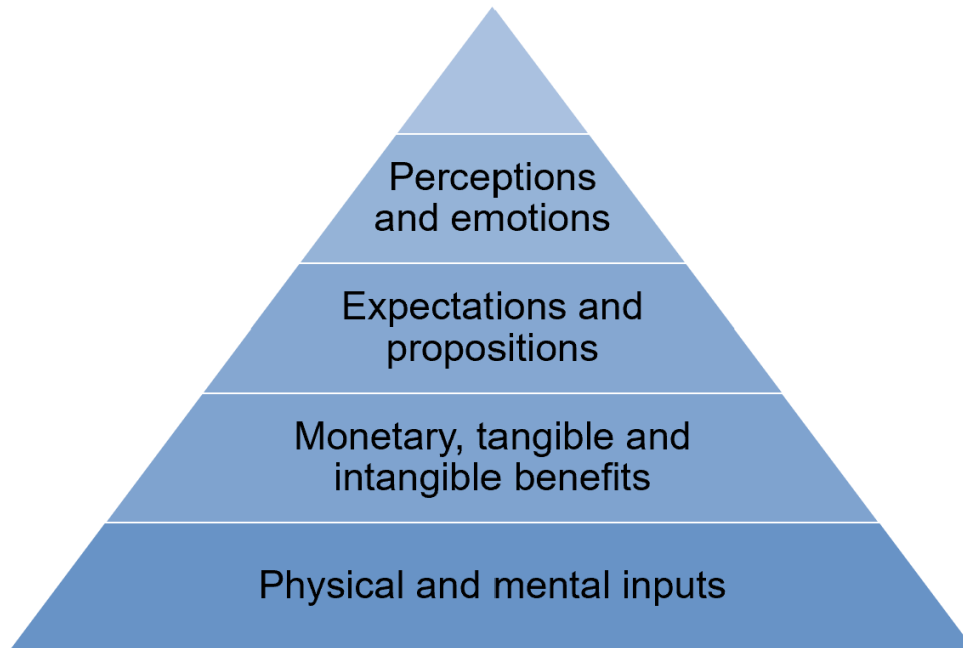 Perceptions
and emotions
Expectations and
propositions
Monetary, tangible and
intangible benefits
Physical and mental inputs